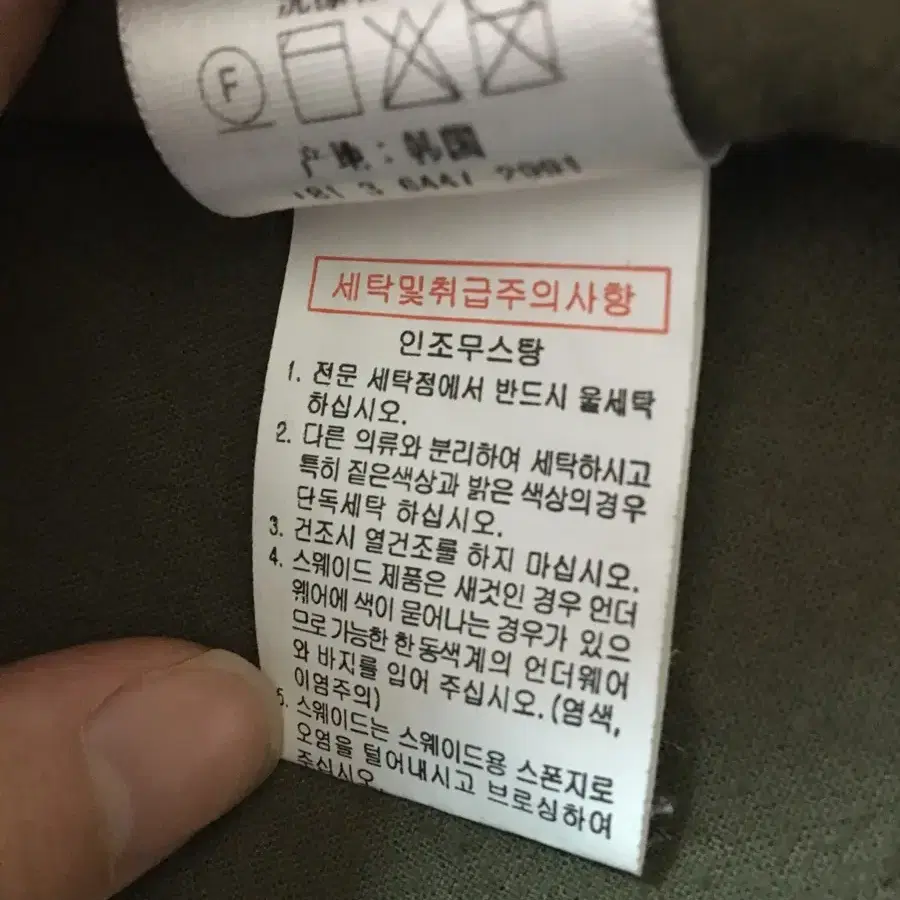 F
产地：韩国
세탁및취급주의사항
인조무스탕
1. 전문 세탁점에서 반드시 울세탁
하십시오.
2. 다른 의류와 분리하여 세탁하시고
특히 짙은색상과 밝은 색상의경우
단독세탁 하십시오.
3. 건조시 열건조를 하지 마십시오.
4. 스웨이드 제품은 새것인 경우 언더
웨어에 색이 묻어나는 경우가 있으
므로 가능한 한 동색계의 언더웨어
와 바지를 입어 주십시오. (염색,
이염주의)
5. 스웨이드는 스웨이드용 스폰지로
오염을 털어내시고 브로싱하여
주십시오.